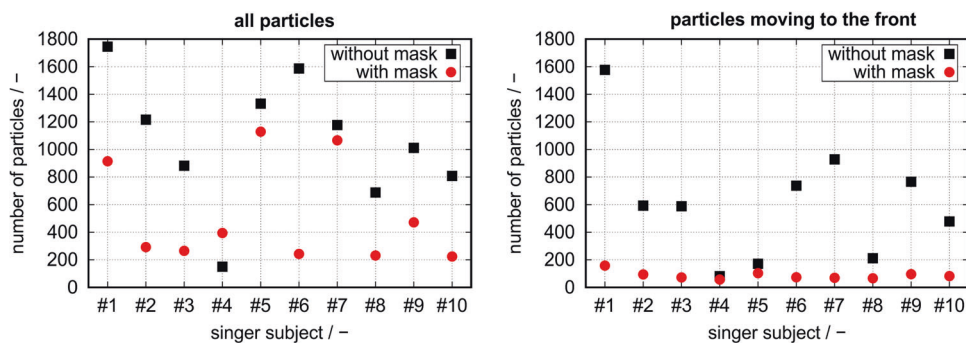 all particles
number of particles / –
1800
1600
1400
1200
1000
800
600
400
200
0
without mask
with mask
#1 #2 #3 #4 #5 #6 #7 #8 #9 #10
singer subject / –
particles moving to the front
number of particles / –
1800
1600
1400
1200
1000
800
600
400
200
0
without mask
with mask
#1 #2 #3 #4 #5 #6 #7 #8 #9 #10
singer subject / –